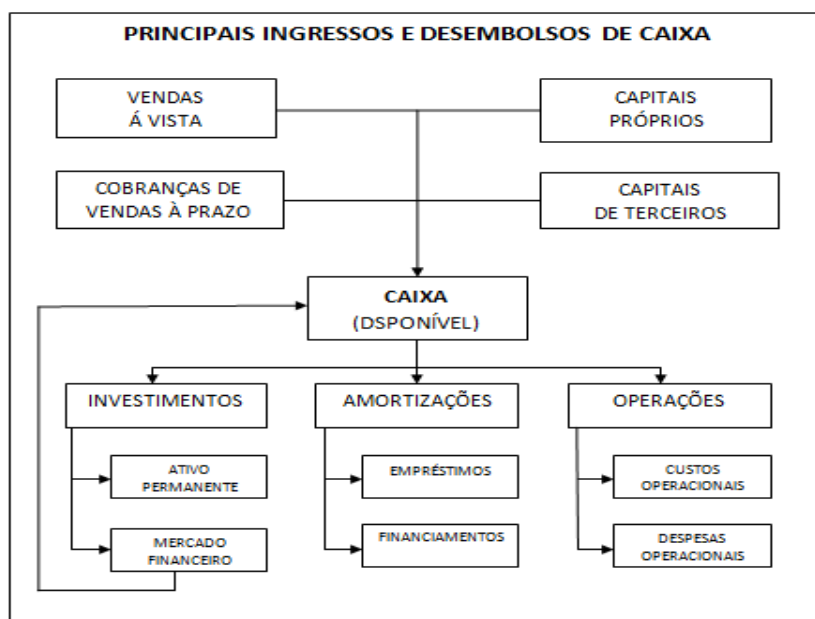 PRINCIPAIS INGRESSOS E DESEMBOLSOS DE CAIXA
VENDAS
Á VISTA
CAPITAIS
PRÓPRIOS
COBRANÇAS DE
VENDAS À PRAZO
CAPITAIS
DE TERCEIROS
CAIXA
(DSPONÍVEL)
INVESTIMENTOS
AMORTIZAÇÕES
OPERAÇÕES
ATIVO
PERMANENTE
EMPRÉSTIMOS
CUSTOS
OPERACIONAIS
MERCADO
FINANCEIRO
FINANCIAMENTOS
DESPESAS
OPERACIONAIS